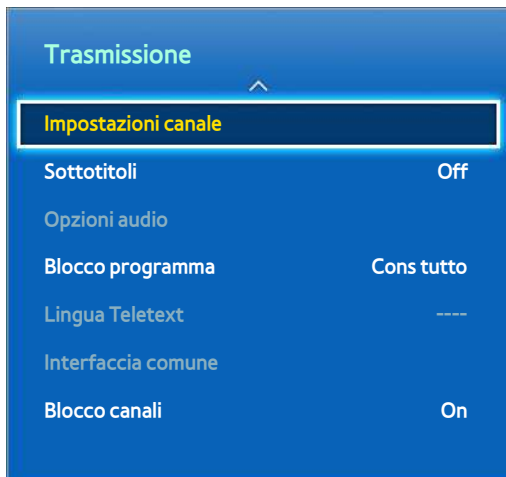 Trasmissione
Impostazioni canale
Sottotitoli Off
Opzioni audio
Blocco programma Cons tutto
Lingua Teletext ----
Interfaccia comune
Blocco canali On